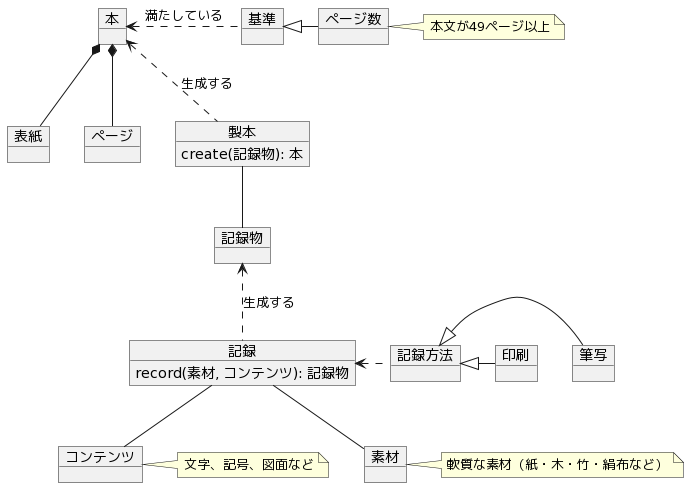 本
満たしている
基準
ページ数
本文が49ページ以上
生成する
表紙
ページ
製本
create(記録物): 本
記録物
生成する
記録
record(素材, コンテンツ): 記録物
記録方法
印刷
筆写
コンテンツ
文字、記号、図面など
素材
軟質な素材（紙・木・竹・絹布など）